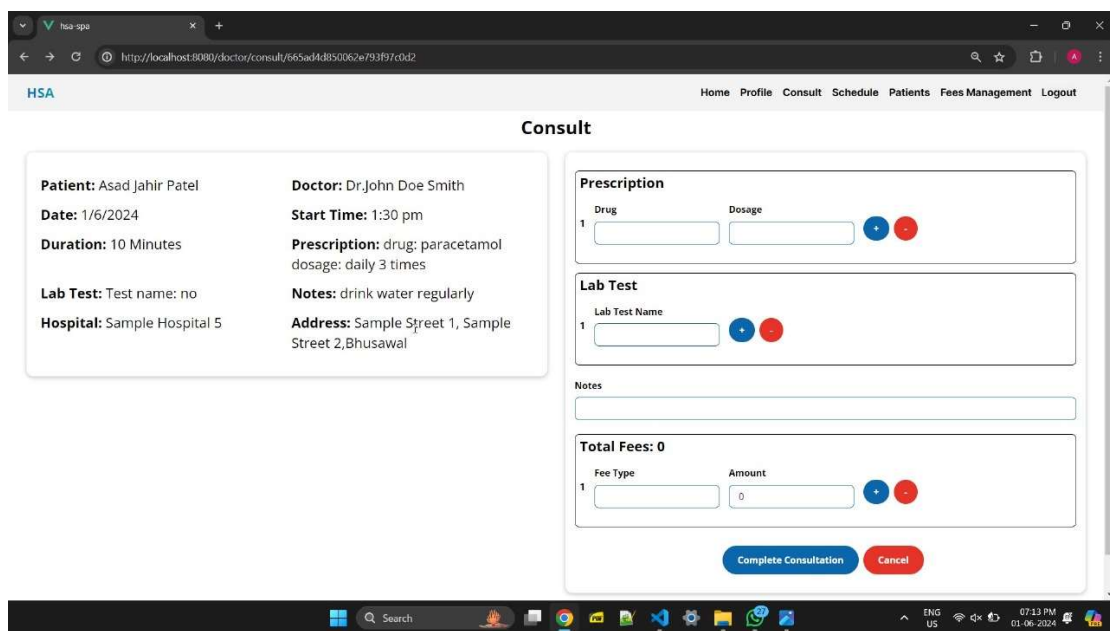 hsa-spa
http://localhost:8080/doctor/consult/665ad4d850062e793f97c0d2
A
HSA
Home Profile Consult Schedule Patients Fees Management Logout
Consult
Patient: Asad Jahir Patel
Doctor: Dr.John Doe Smith
Date: 1/6/2024
Start Time: 1:30 pm
Duration: 10 Minutes
Prescription: drug: paracetamol
dosage: daily 3 times
Lab Test: Test name: no
Notes: drink water regularly
Hospital: Sample Hospital 5
Address: Sample Street 1, Sample
Street 2,Bhusawal
Prescription
Drug Dosage
1
+ -
Lab Test
Lab Test Name
1
+ -
Notes
Total Fees: 0
Fee Type Amount
1
0
+ -
Complete Consultation Cancel
Search
27
ENG
US
07:13 PM
01-06-2024